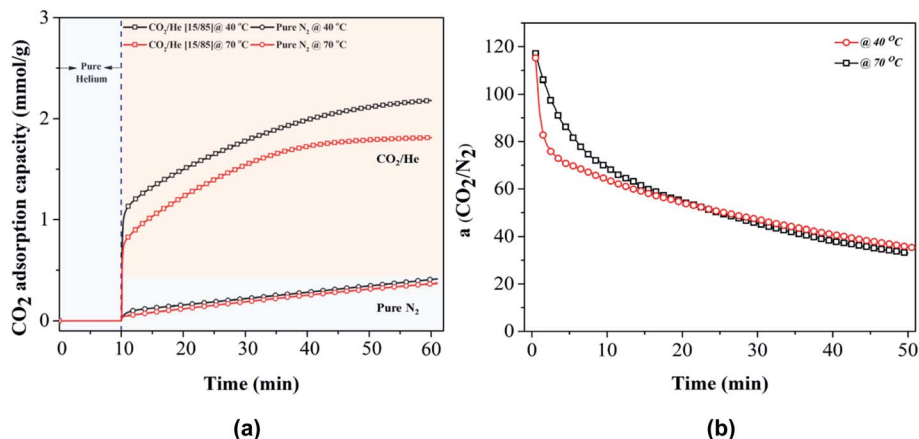 CO2/He [15/85]@ 40 °C
Pure N2 @ 40 °C
CO2/He [15/85]@ 70 °C
Pure N2 @ 70 °C
Pure
Helium
CO2/He
Pure N2
3
2
1
0
0 10 20 30 40 50 60
CO2 adsorption capacity (mmol/g)
Time (min)
(a)
@ 40 °C
@ 70 °C
120
100
80
60
40
20
0
0 10 20 30 40 50
a (CO2/N2)
Time (min)
(b)